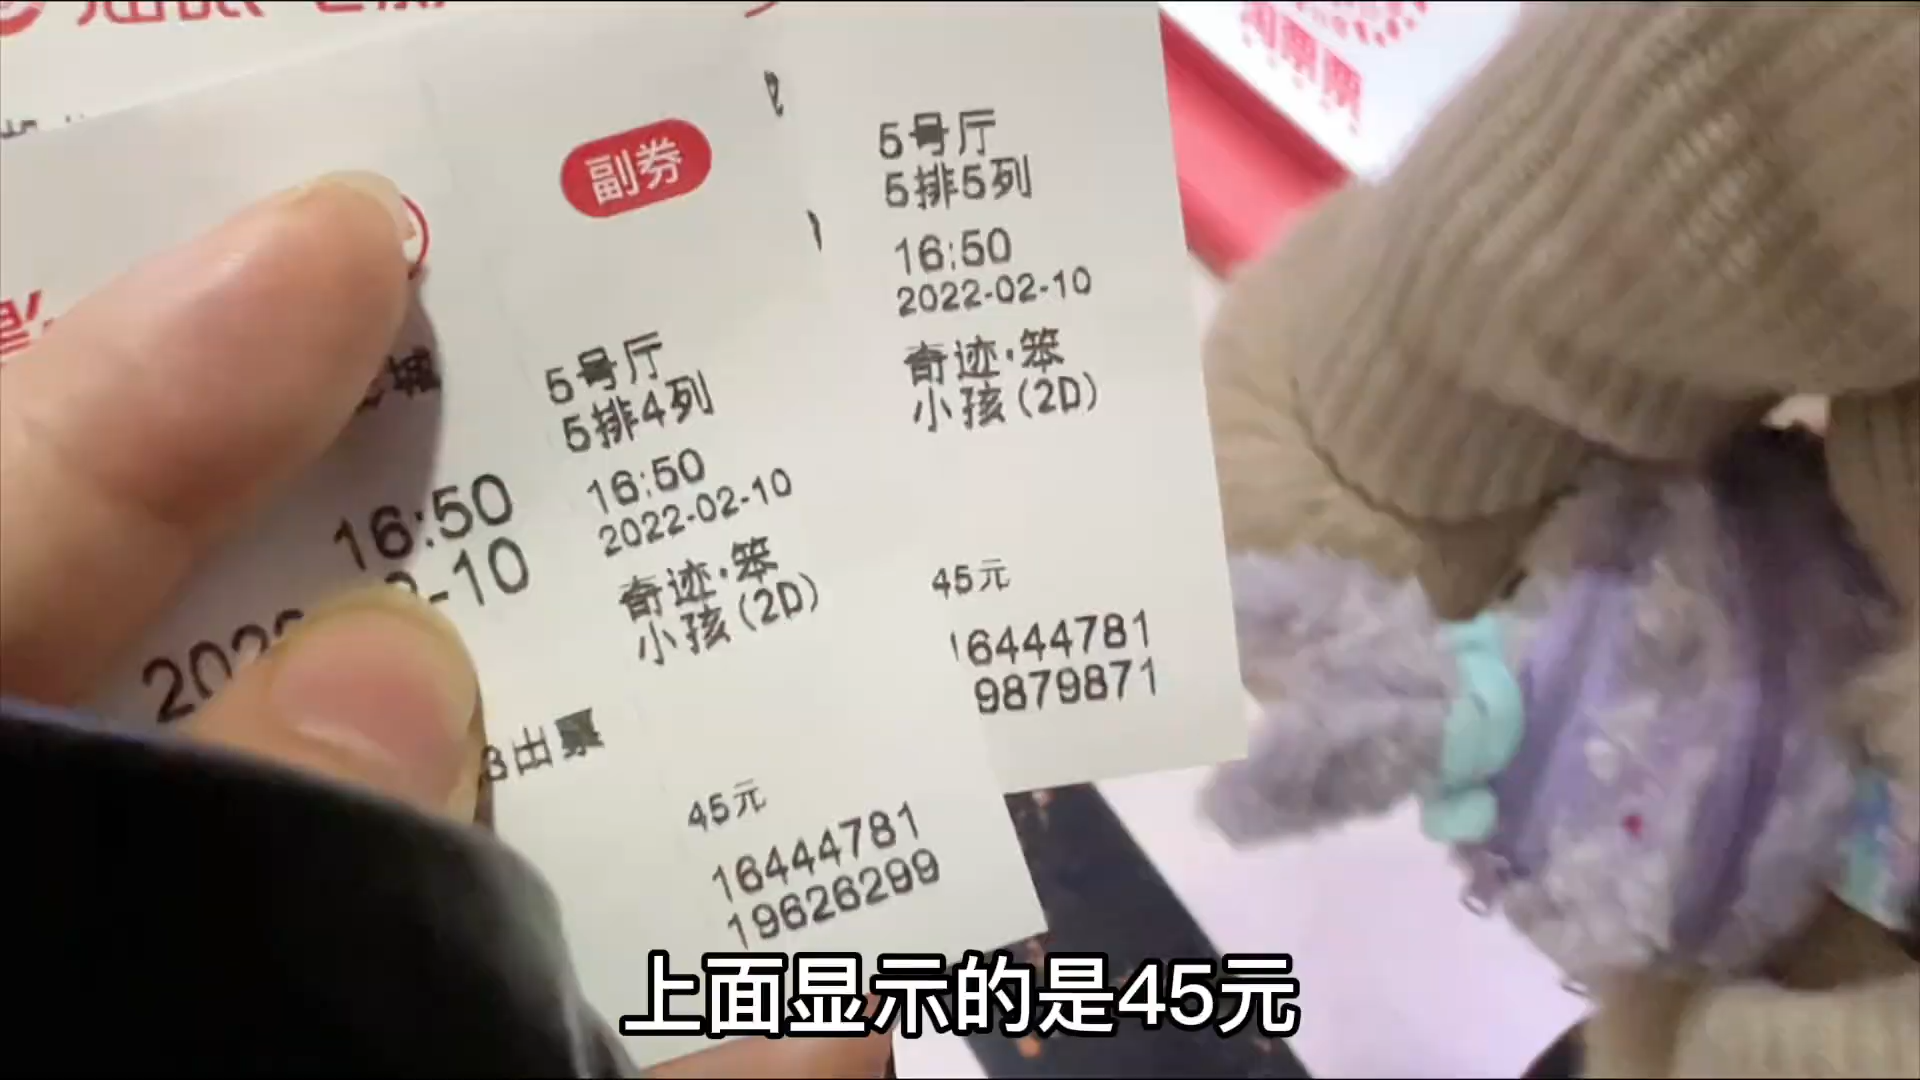 淘票票
副券
5号厅
5排4列
16:50
2022-02-10
奇迹·笨
小孩(2D)
45元
16444781
19626299
5号厅
5排5列
16:50
2022-02-10
奇迹·笨
小孩(2D)
45元
16444781
9879871
16:50
-10
出票
上面显示的是45元